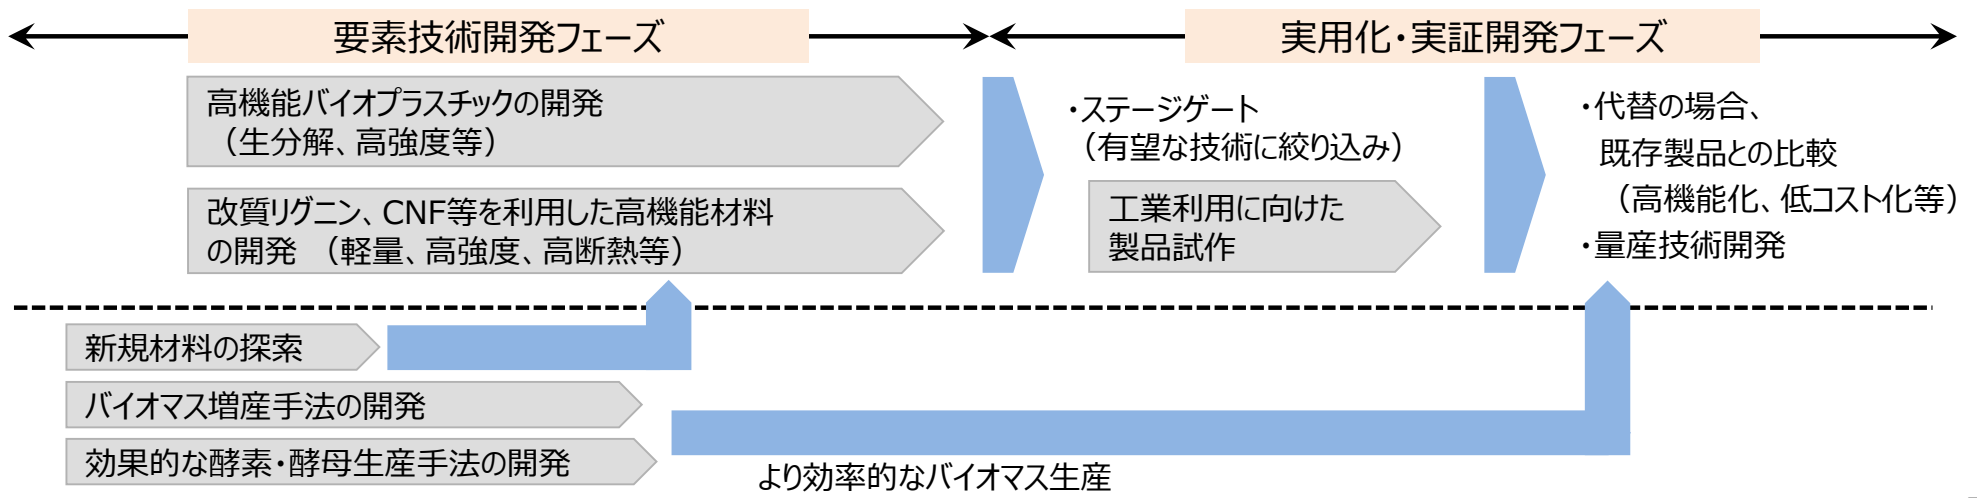 要素技術開発フェーズ
実用化・実証開発フェーズ
高機能バイオプラスチックの開発
（生分解、高強度等）
改質リグニン、CNF等を利用した高機能材料
の開発　（軽量、高強度、高断熱等）
・ステージゲート
（有望な技術に絞り込み）
工業利用に向けた
製品試作
・代替の場合、
既存製品との比較
（高機能化、低コスト化等）
・量産技術開発
新規材料の探索
バイオマス増産手法の開発
効果的な酵素・酵母生産手法の開発
より効率的なバイオマス生産